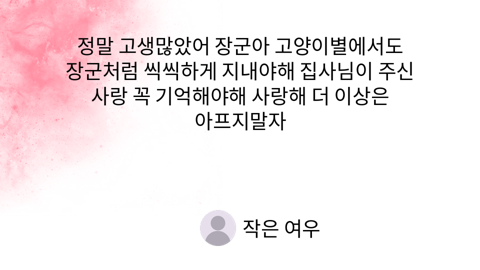 정말 고생많았어 장군아 고양이별에서도
장군처럼 씩씩하게 지내야해 집사님이 주신
사랑 꼭 기억해야해 사랑해 더 이상은
아프지말자
작은 여우